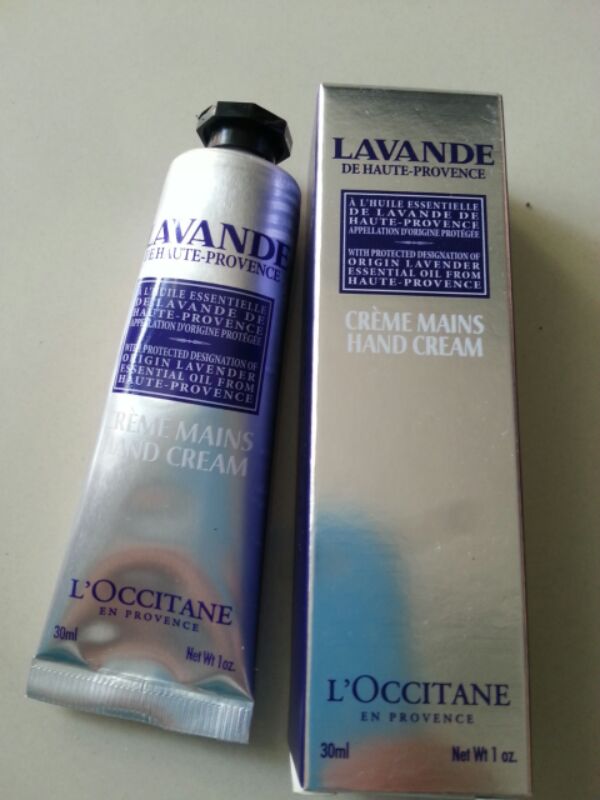 LAVANDE
DE HAUTE-PROVENCE
À L'HUILE ESSENTIELLE
DE LAVANDE DE
HAUTE-PROVENCE
APPELLATION D'ORIGINE PROTÉGÉE
WITH PROTECTED DESIGNATION OF
ORIGIN LAVENDER
ESSENTIAL OIL FROM
HAUTE-PROVENCE
CRÈME MAINS
HAND CREAM
L'OCCITANE
EN PROVENCE
30ml
Net Wt 1oz.
LAVANDE
DE HAUTE-PROVENCE
À L'HUILE ESSENTIELLE
DE LAVANDE DE
HAUTE-PROVENCE
APPELLATION D'ORIGINE PROTÉGÉE
WITH PROTECTED DESIGNATION OF
ORIGIN LAVENDER
ESSENTIAL OIL FROM
HAUTE-PROVENCE
CRÈME MAINS
HAND CREAM
L'OCCITANE
EN PROVENCE
30ml
Net Wt 1 oz.